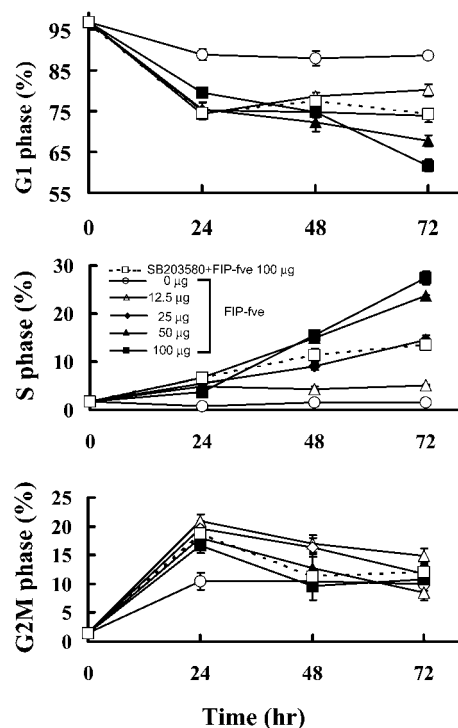 G1 phase (%)
95
85
75
65
55
0 24 48 72
S phase (%)
30
20
10
0
SB203580+FIP-fve 100 µg
0 µg
12.5 µg
25 µg
50 µg
100 µg
FIP-fve
0 24 48 72
G2M phase (%)
25
20
15
10
5
0
0 24 48 72
Time (hr)